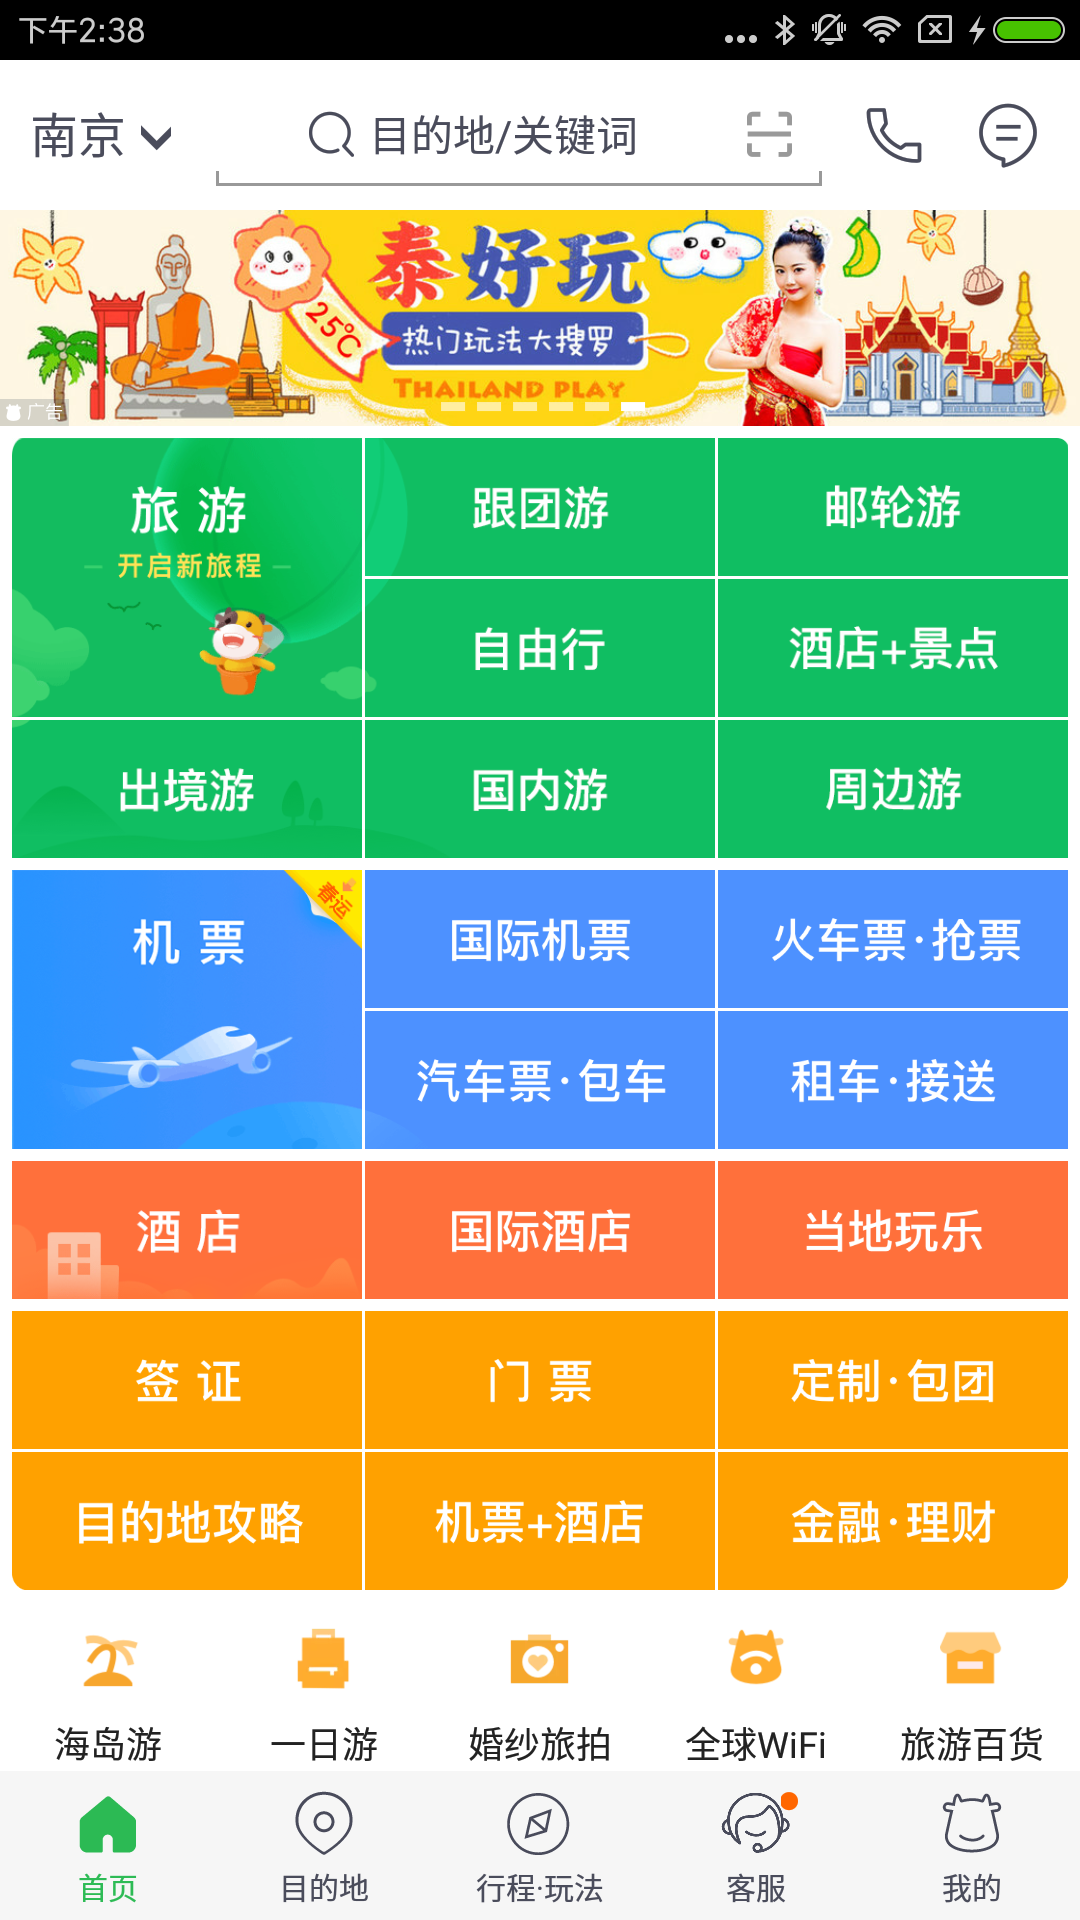 下午2:38
南京
目的地/关键词
泰好玩
25℃
热门玩法大搜罗
THAILAND PLAY
广告
旅 游
跟团游
邮轮游
开启新旅程
自由行
酒店+景点
出境游
国内游
周边游
机 票
春运
国际机票
火车票·抢票
汽车票·包车
租车·接送
酒 店
国际酒店
当地玩乐
签 证
门 票
定制·包团
目的地攻略
机票+酒店
金融·理财
海岛游
一日游
婚纱旅拍
全球WiFi
旅游百货
首页
目的地
行程·玩法
客服
我的